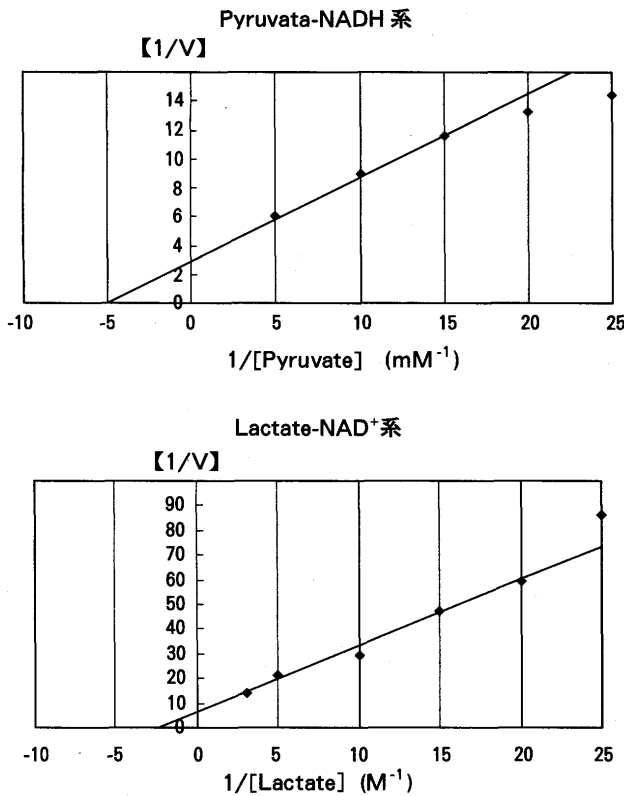 Pyruvata-NADH 系
【1/V】
14
12
10
8
6
4
2
0
-10 -5 0 5 10 15 20 25
1/[Pyruvate] (mM⁻¹)
Lactate-NAD⁺系
【1/V】
90
80
70
60
50
40
30
20
10
0
-10 -5 0 5 10 15 20 25
1/[Lactate] (M⁻¹)